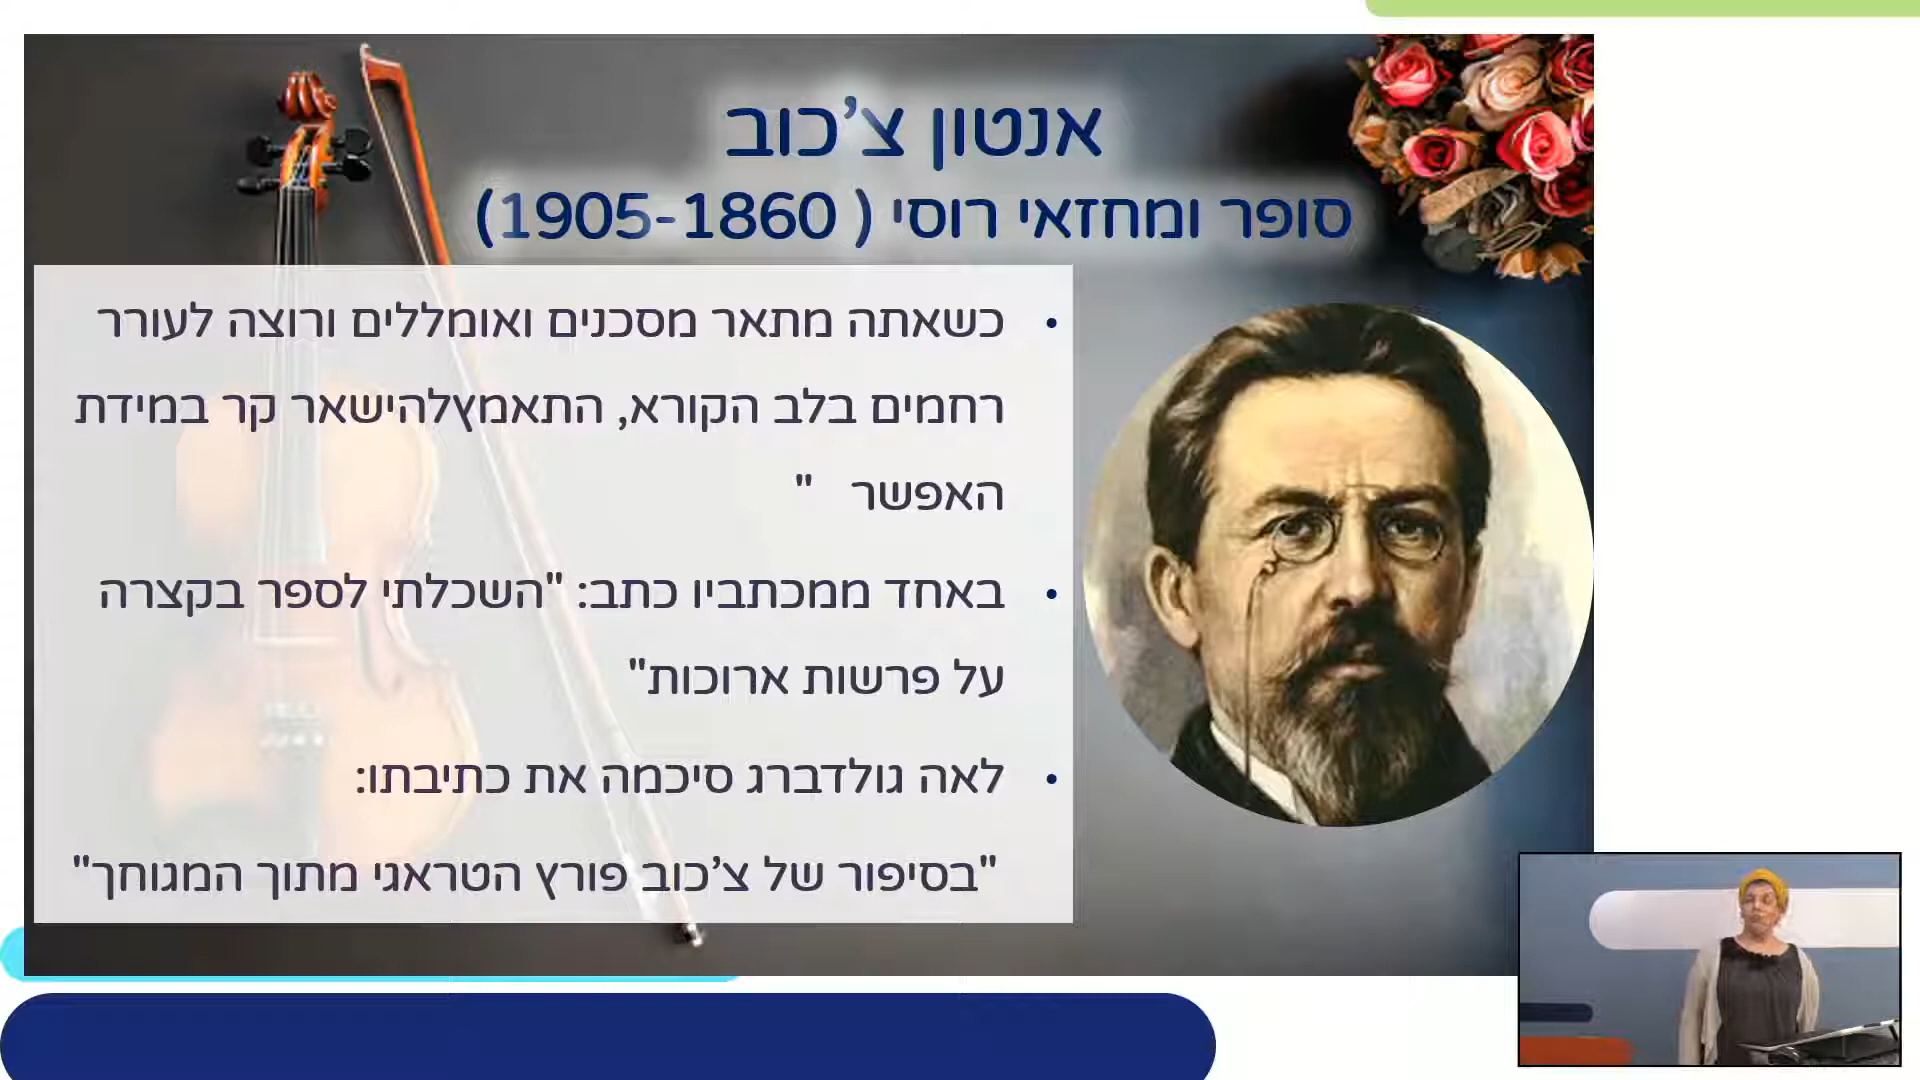 אנטון צ'כוב
סופר ומחזאי רוסי ( 1905-1860)
• כשאתה מתאר מסכנים ואומללים ורוצה לעורר
רחמים בלב הקורא, התאמץלהישאר קר במידת
האפשר "
• באחד ממכתביו כתב: "השכלתי לספר בקצרה
על פרשות ארוכות"
• לאה גולדברג סיכמה את כתיבתו:
"בסיפור של צ'כוב פורץ הטראגי מתוך המגוחך"